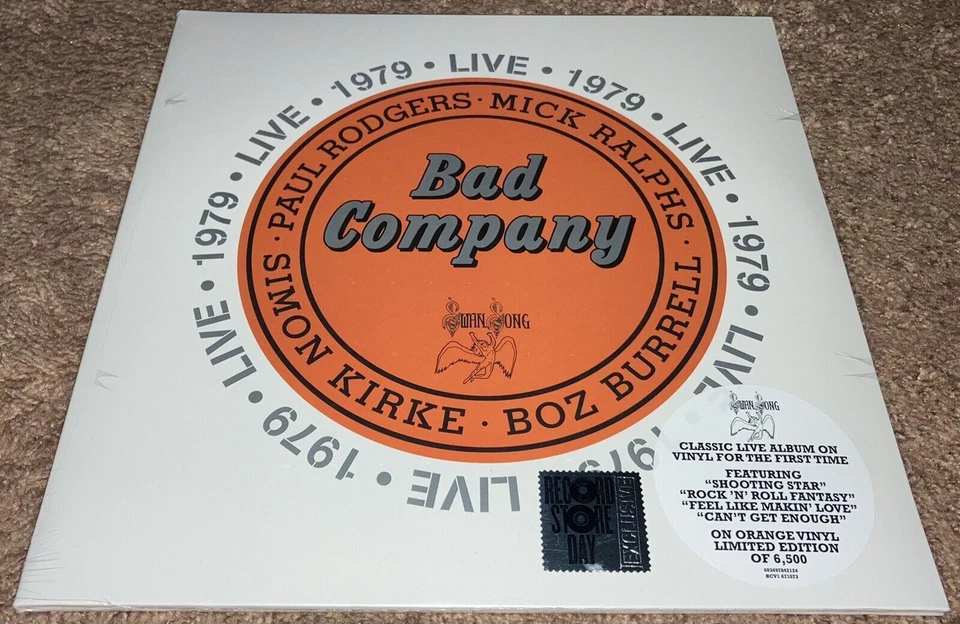 LIVE • 1979 • LIVE • 1979 • LIVE • 1979 • LIVE • 1979 • LIVE • 1979 • LIVE • 1979 •
PAUL RODGERS · MICK RALPHS · BOZ BURRELL · SIMON KIRKE ·
Bad
Company
SWAN SONG
RECORD
STORE
DAY
EXCLUSIVE
SWAN SONG
CLASSIC LIVE ALBUM ON
VINYL FOR THE FIRST TIME
FEATURING
“SHOOTING STAR”
“ROCK ’N’ ROLL FANTASY”
“FEEL LIKE MAKIN’ LOVE”
“CAN’T GET ENOUGH”
ON ORANGE VINYL
LIMITED EDITION
OF 6,500
603497842124
RCV1 621023